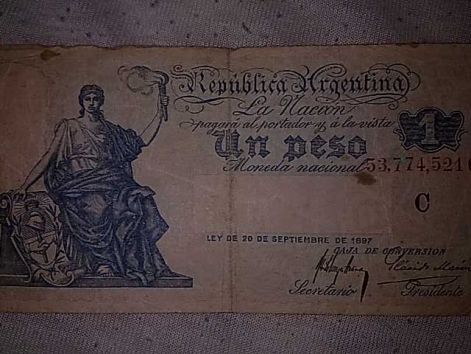 República Argentina
La Nación
pagará al portador y á la vista
1
Un peso
Moneda nacional 53,774,521
C
LEY DE 20 DE SEPTIEMBRE DE 1897
CAJA DE CONVERSION
Secretario Presidente